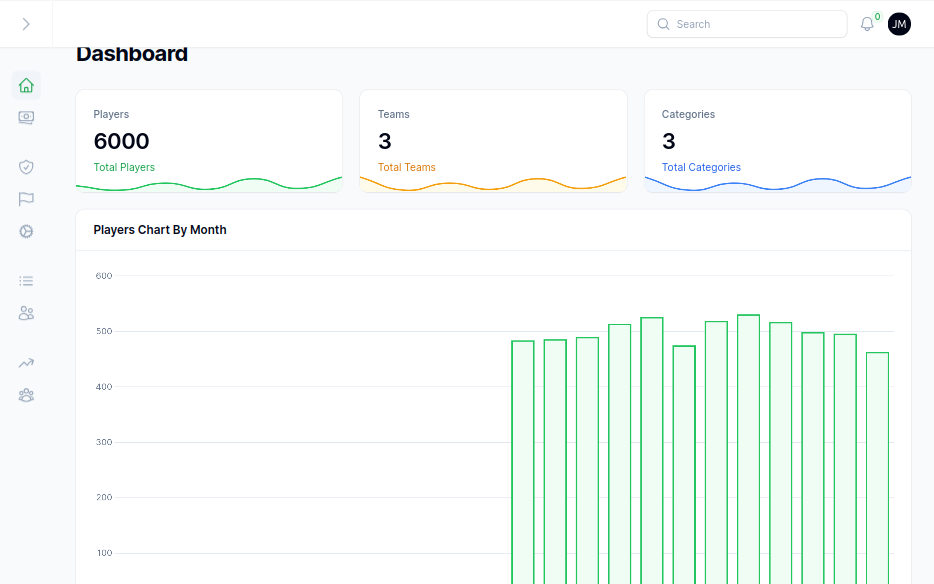 Search
0
JM
Dashboard
Players
6000
Total Players
Teams
3
Total Teams
Categories
3
Total Categories
Players Chart By Month
600
500
400
300
200
100